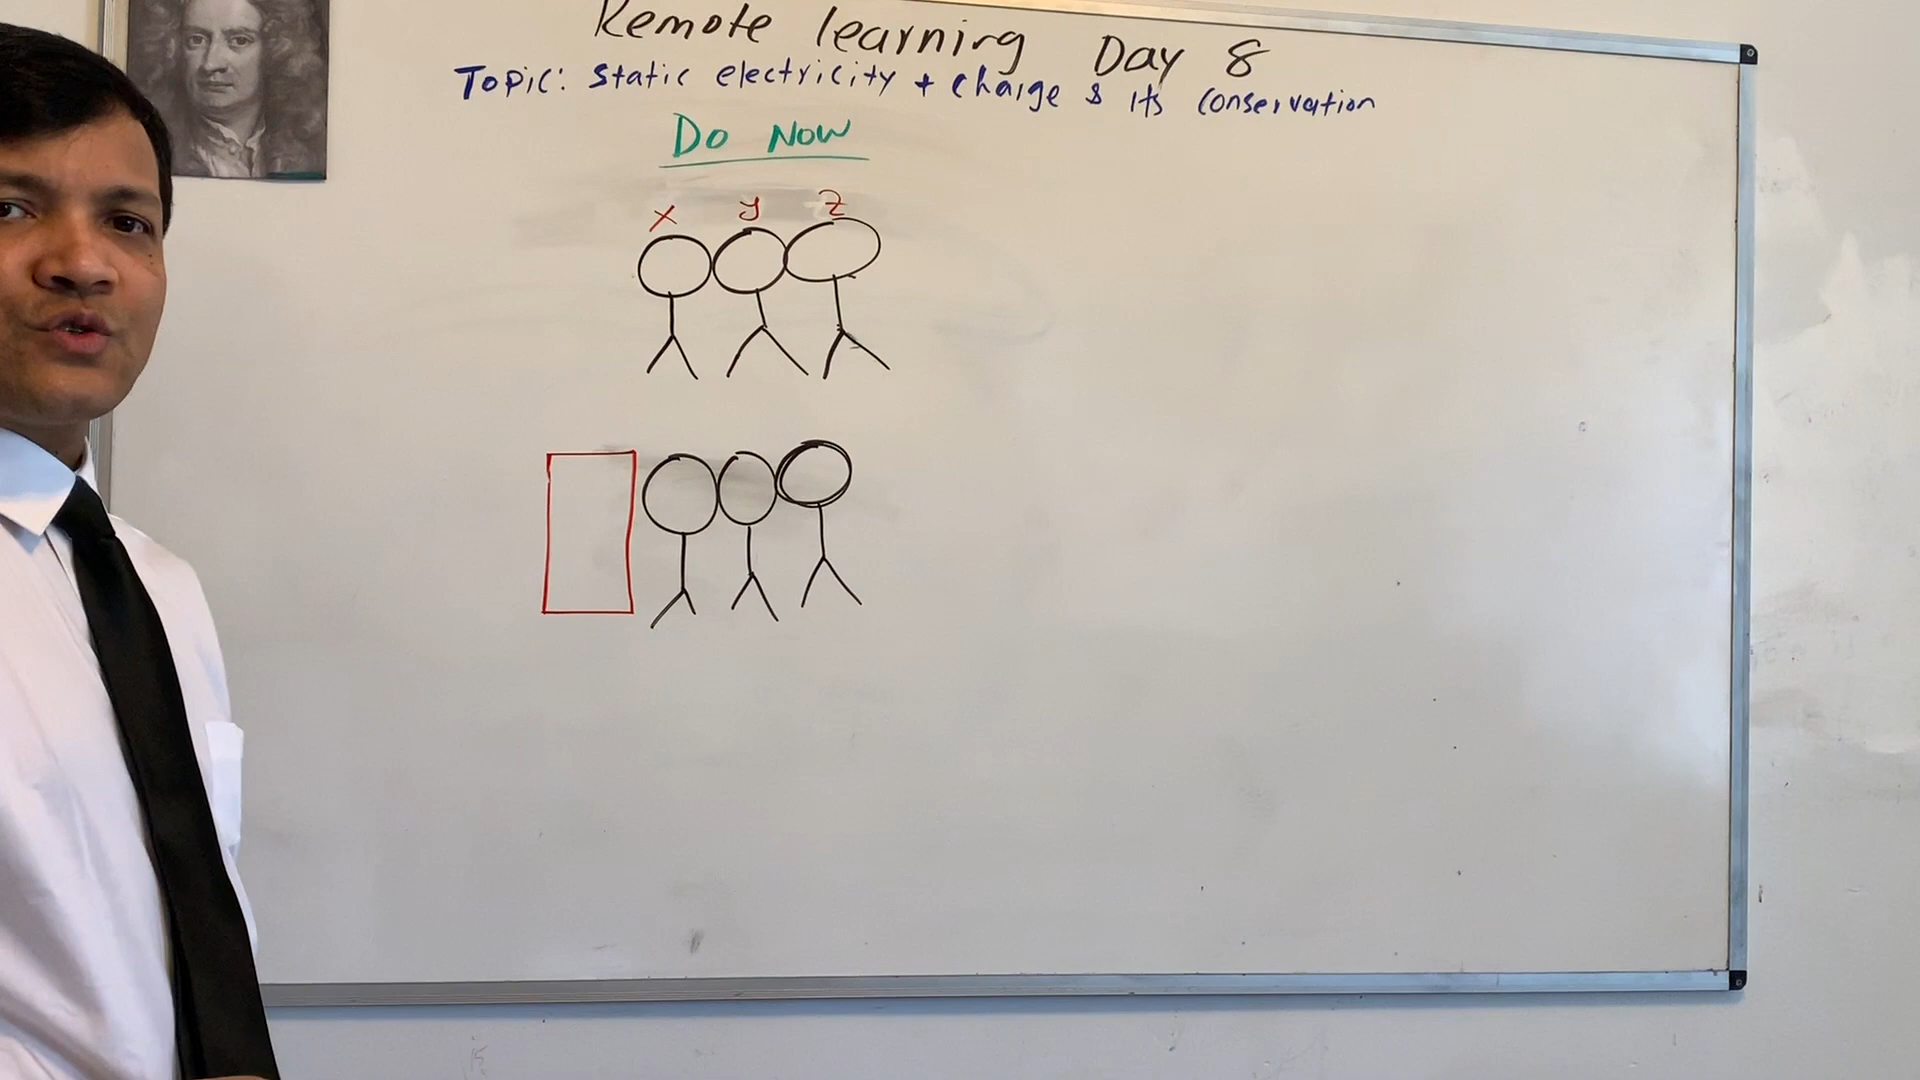 Remote learning Day 8
Topic: Static electricity + Charge & Its Conservation
Do Now
X y Z